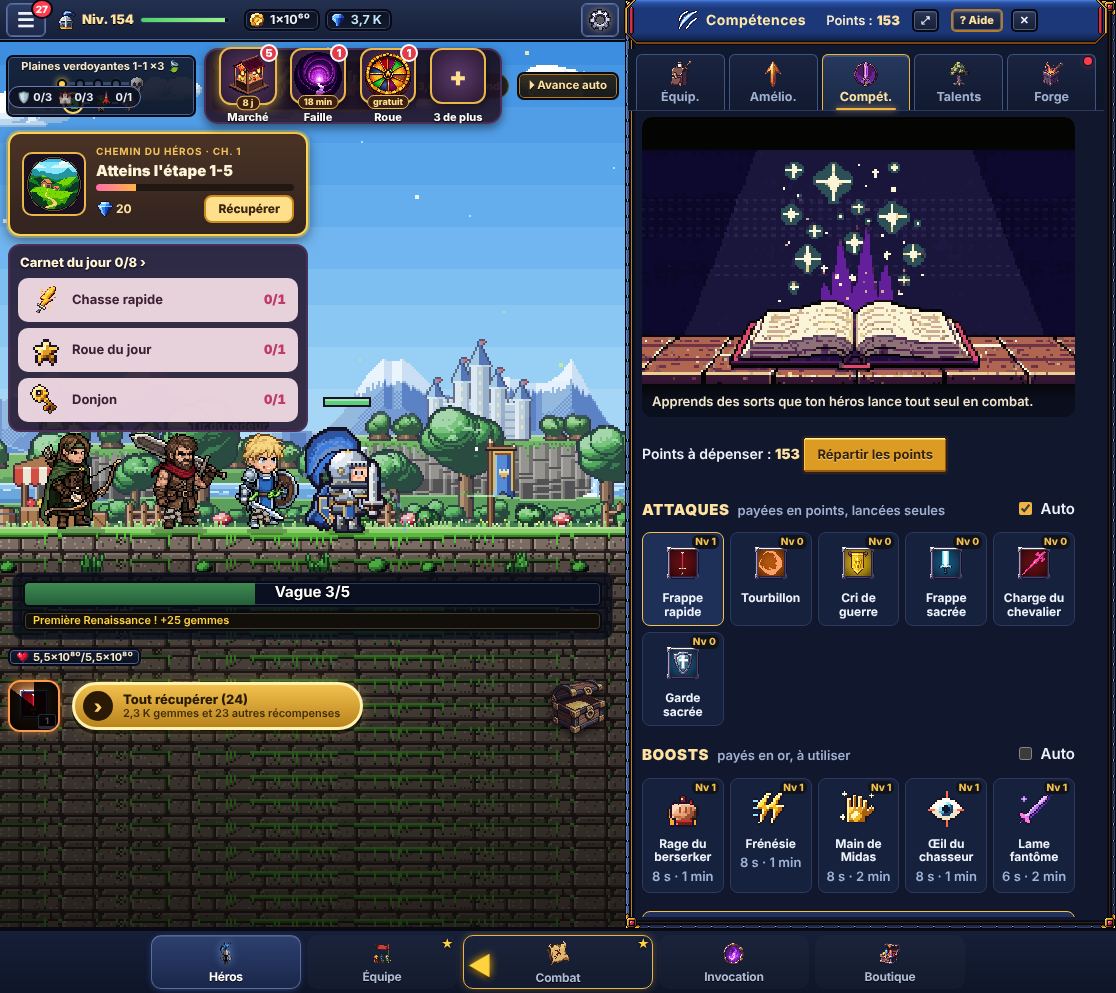 27
Niv. 154
1×10⁶⁰
3,7 K
Compétences
Points : 153
? Aide
Plaines verdoyantes 1-1 ×3
0/3
0/3
0/1
5
8 j
Marché
1
18 min
Faille
1
gratuit
Roue
3 de plus
Avance auto
Équip.
Amélio.
Compét.
Talents
Forge
CHEMIN DU HÉROS · CH. 1
Atteins l'étape 1-5
20
Récupérer
Carnet du jour 0/8 ›
Chasse rapide 0/1
Roue du jour 0/1
Donjon 0/1
Vague 3/5
Première Renaissance ! +25 gemmes
5,5×10⁸⁰/5,5×10⁸⁰
1
Tout récupérer (24)
2,3 K gemmes et 23 autres récompenses
Apprends des sorts que ton héros lance tout seul en combat.
Points à dépenser : 153
Répartir les points
ATTAQUES payées en points, lancées seules
Auto
Nv 1
Frappe
rapide
Nv 0
Tourbillon
Nv 0
Cri de
guerre
Nv 0
Frappe
sacrée
Nv 0
Charge du
chevalier
Nv 0
Garde
sacrée
BOOSTS payés en or, à utiliser
Auto
Nv 1
Rage du
berserker
8 s · 1 min
Nv 1
Frénésie
8 s · 1 min
Nv 1
Main de
Midas
8 s · 2 min
Nv 1
Œil du
chasseur
8 s · 1 min
Nv 1
Lame
fantôme
6 s · 2 min
Héros
Équipe
Combat
Invocation
Boutique